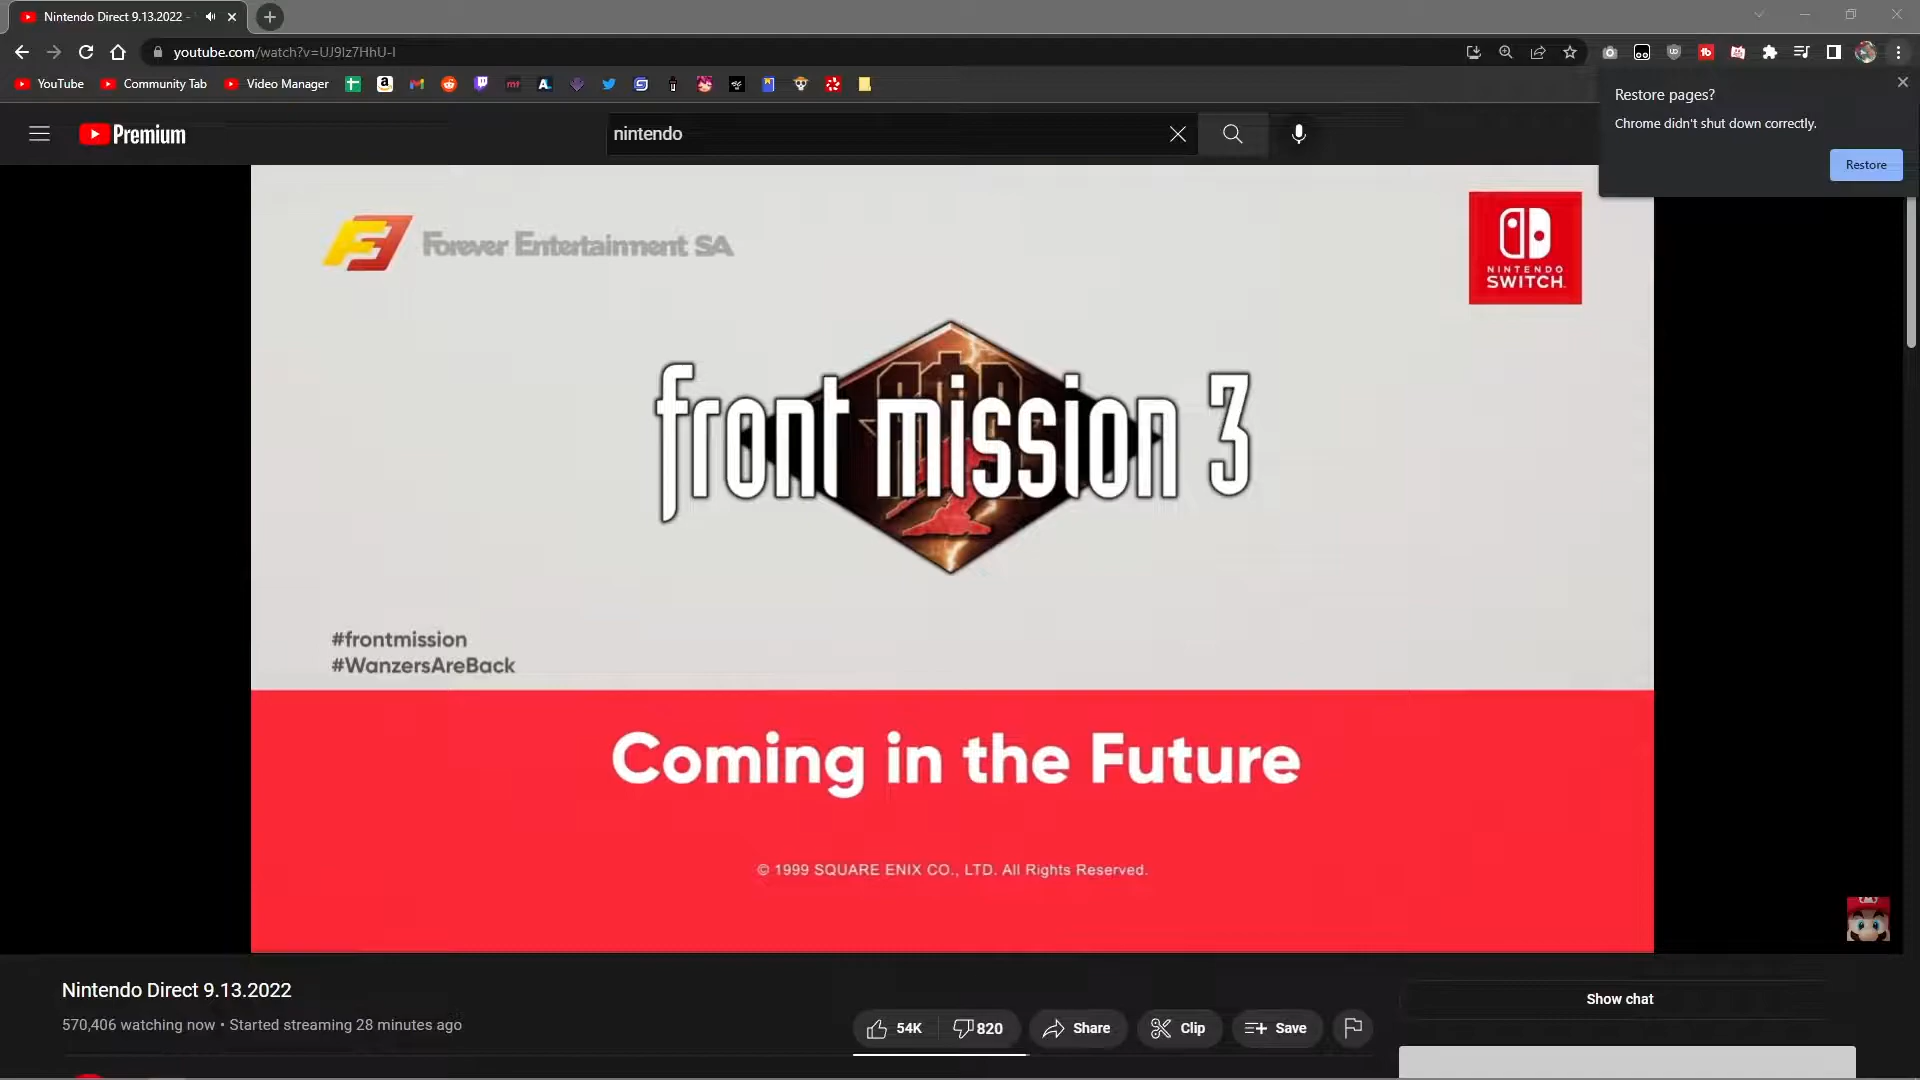 Nintendo Direct 9.13.2022 -
youtube.com/watch?v=UJ9lz7HhU-I
YouTube
Community Tab
Video Manager
Restore pages?
Chrome didn't shut down correctly.
Restore
Premium
nintendo
Forever Entertainment SA
NINTENDO
SWITCH
front mission 3
#frontmission
#WanzersAreBack
Coming in the Future
© 1999 SQUARE ENIX CO., LTD. All Rights Reserved.
Nintendo Direct 9.13.2022
570,406 watching now • Started streaming 28 minutes ago
54K
820
Share
Clip
Save
Show chat